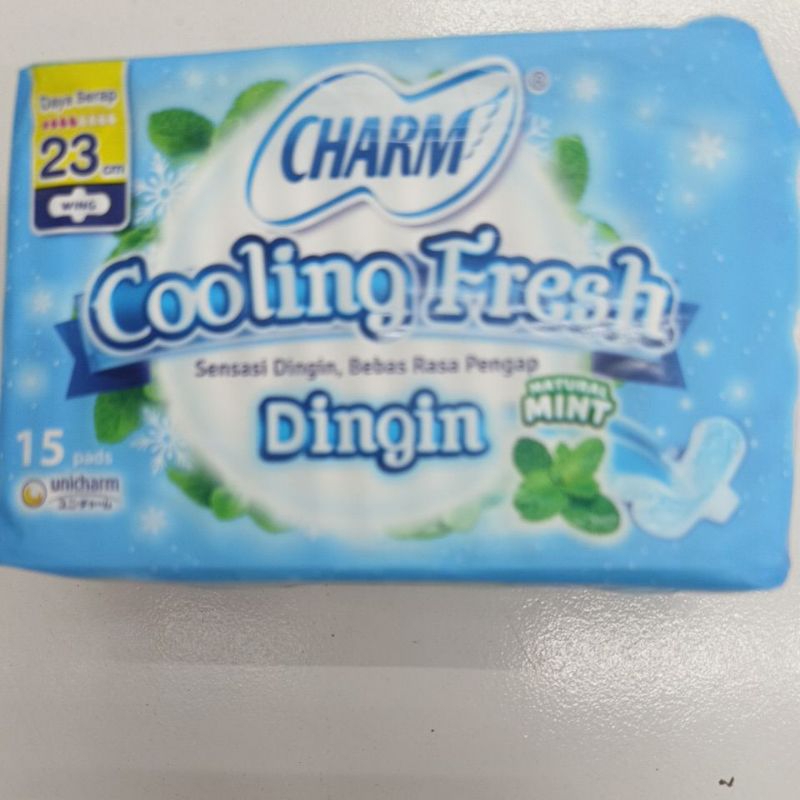 Daya Serap
23 cm
WING
CHARM®
Cooling Fresh
Sensasi Dingin, Bebas Rasa Pengap
Dingin
NATURAL
MINT
15 pads
unicharm
ユニ・チャーム